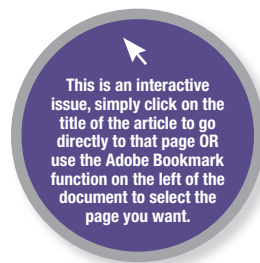 This is an interactive
issue, simply click on the
title of the article to go
directly to that page OR
use the Adobe Bookmark
function on the left of the
document to select the
page you want.